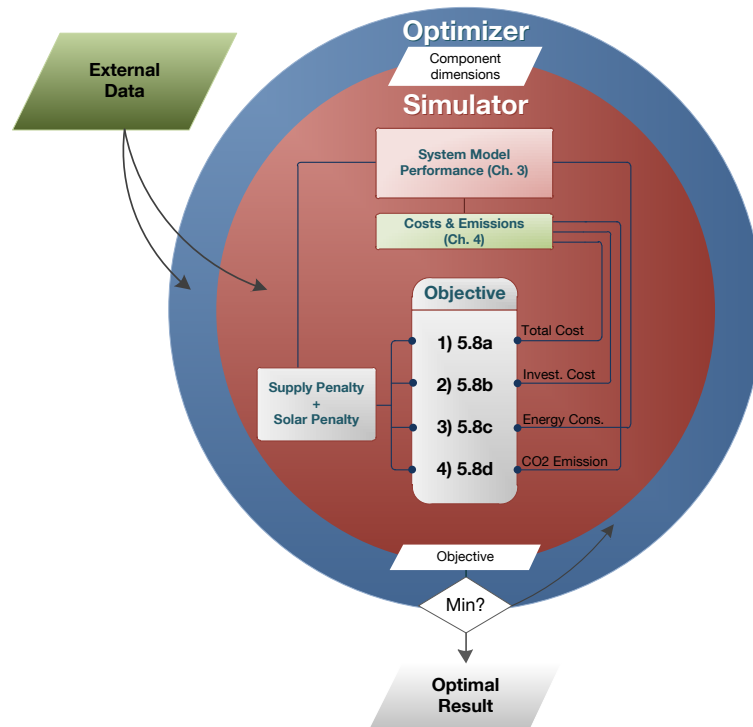 Optimizer
Component
dimensions
External
Data
Simulator
System Model
Performance (Ch. 3)
Costs & Emissions
(Ch. 4)
Objective
1) 5.8a
Total Cost
2) 5.8b
Invest. Cost
Supply Penalty
+
Solar Penalty
3) 5.8c
Energy Cons.
4) 5.8d
CO2 Emission
Objective
Min?
Optimal
Result